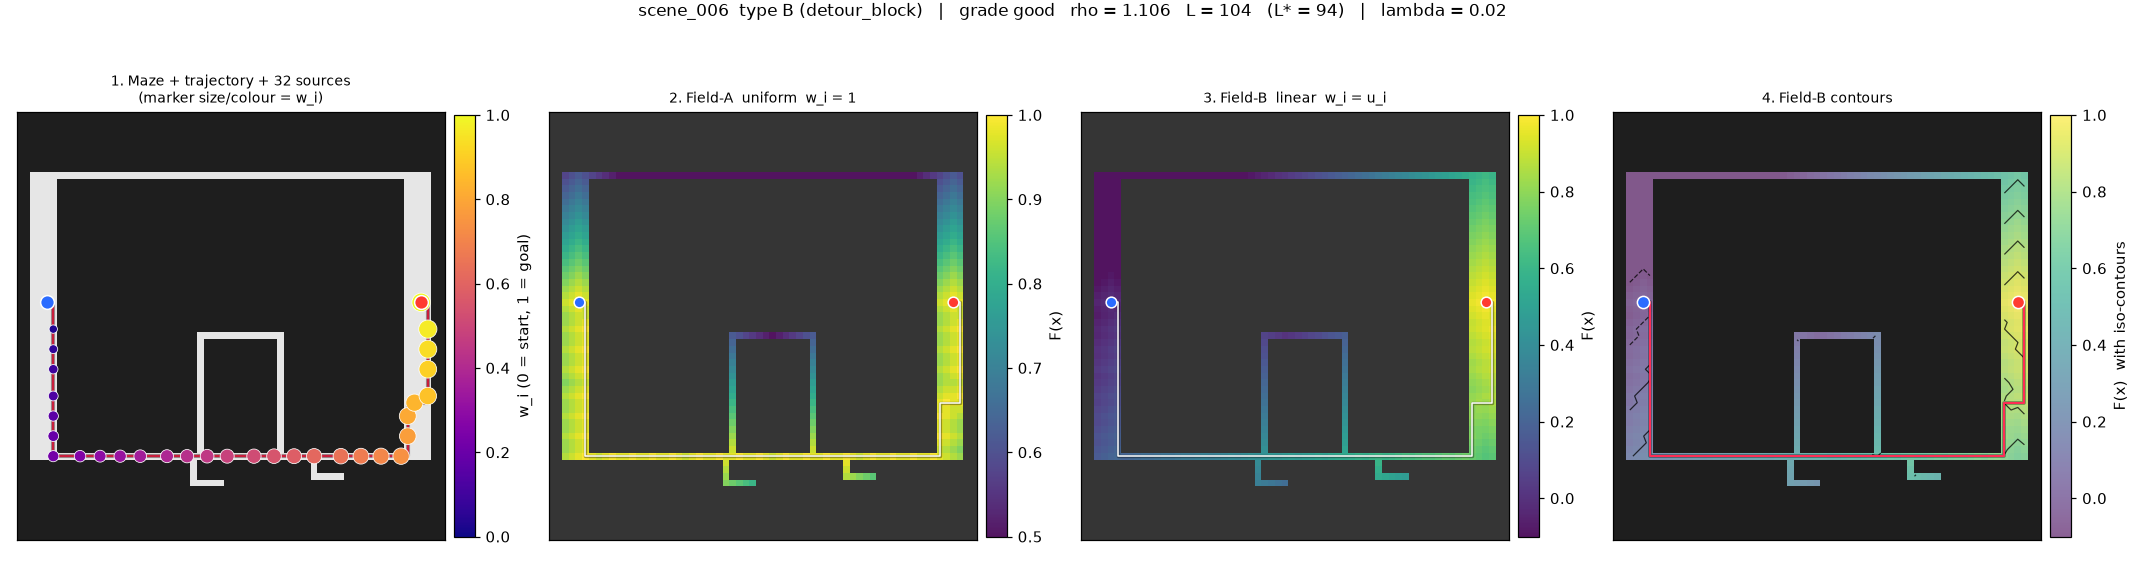 scene_006  type B (detour_block)   |   grade good   rho = 1.106   L = 104   (L* = 94)   |   lambda = 0.02
1. Maze + trajectory + 32 sources
(marker size/colour = w_i)
1.0
0.8
0.6
0.4
0.2
0.0
w_i (0 = start, 1 = goal)
2. Field-A  uniform  w_i = 1
1.0
0.9
0.8
0.7
0.6
0.5
F(x)
3. Field-B  linear  w_i = u_i
1.0
0.8
0.6
0.4
0.2
0.0
F(x)
4. Field-B contours
1.0
0.8
0.6
0.4
0.2
0.0
F(x)  with iso-contours